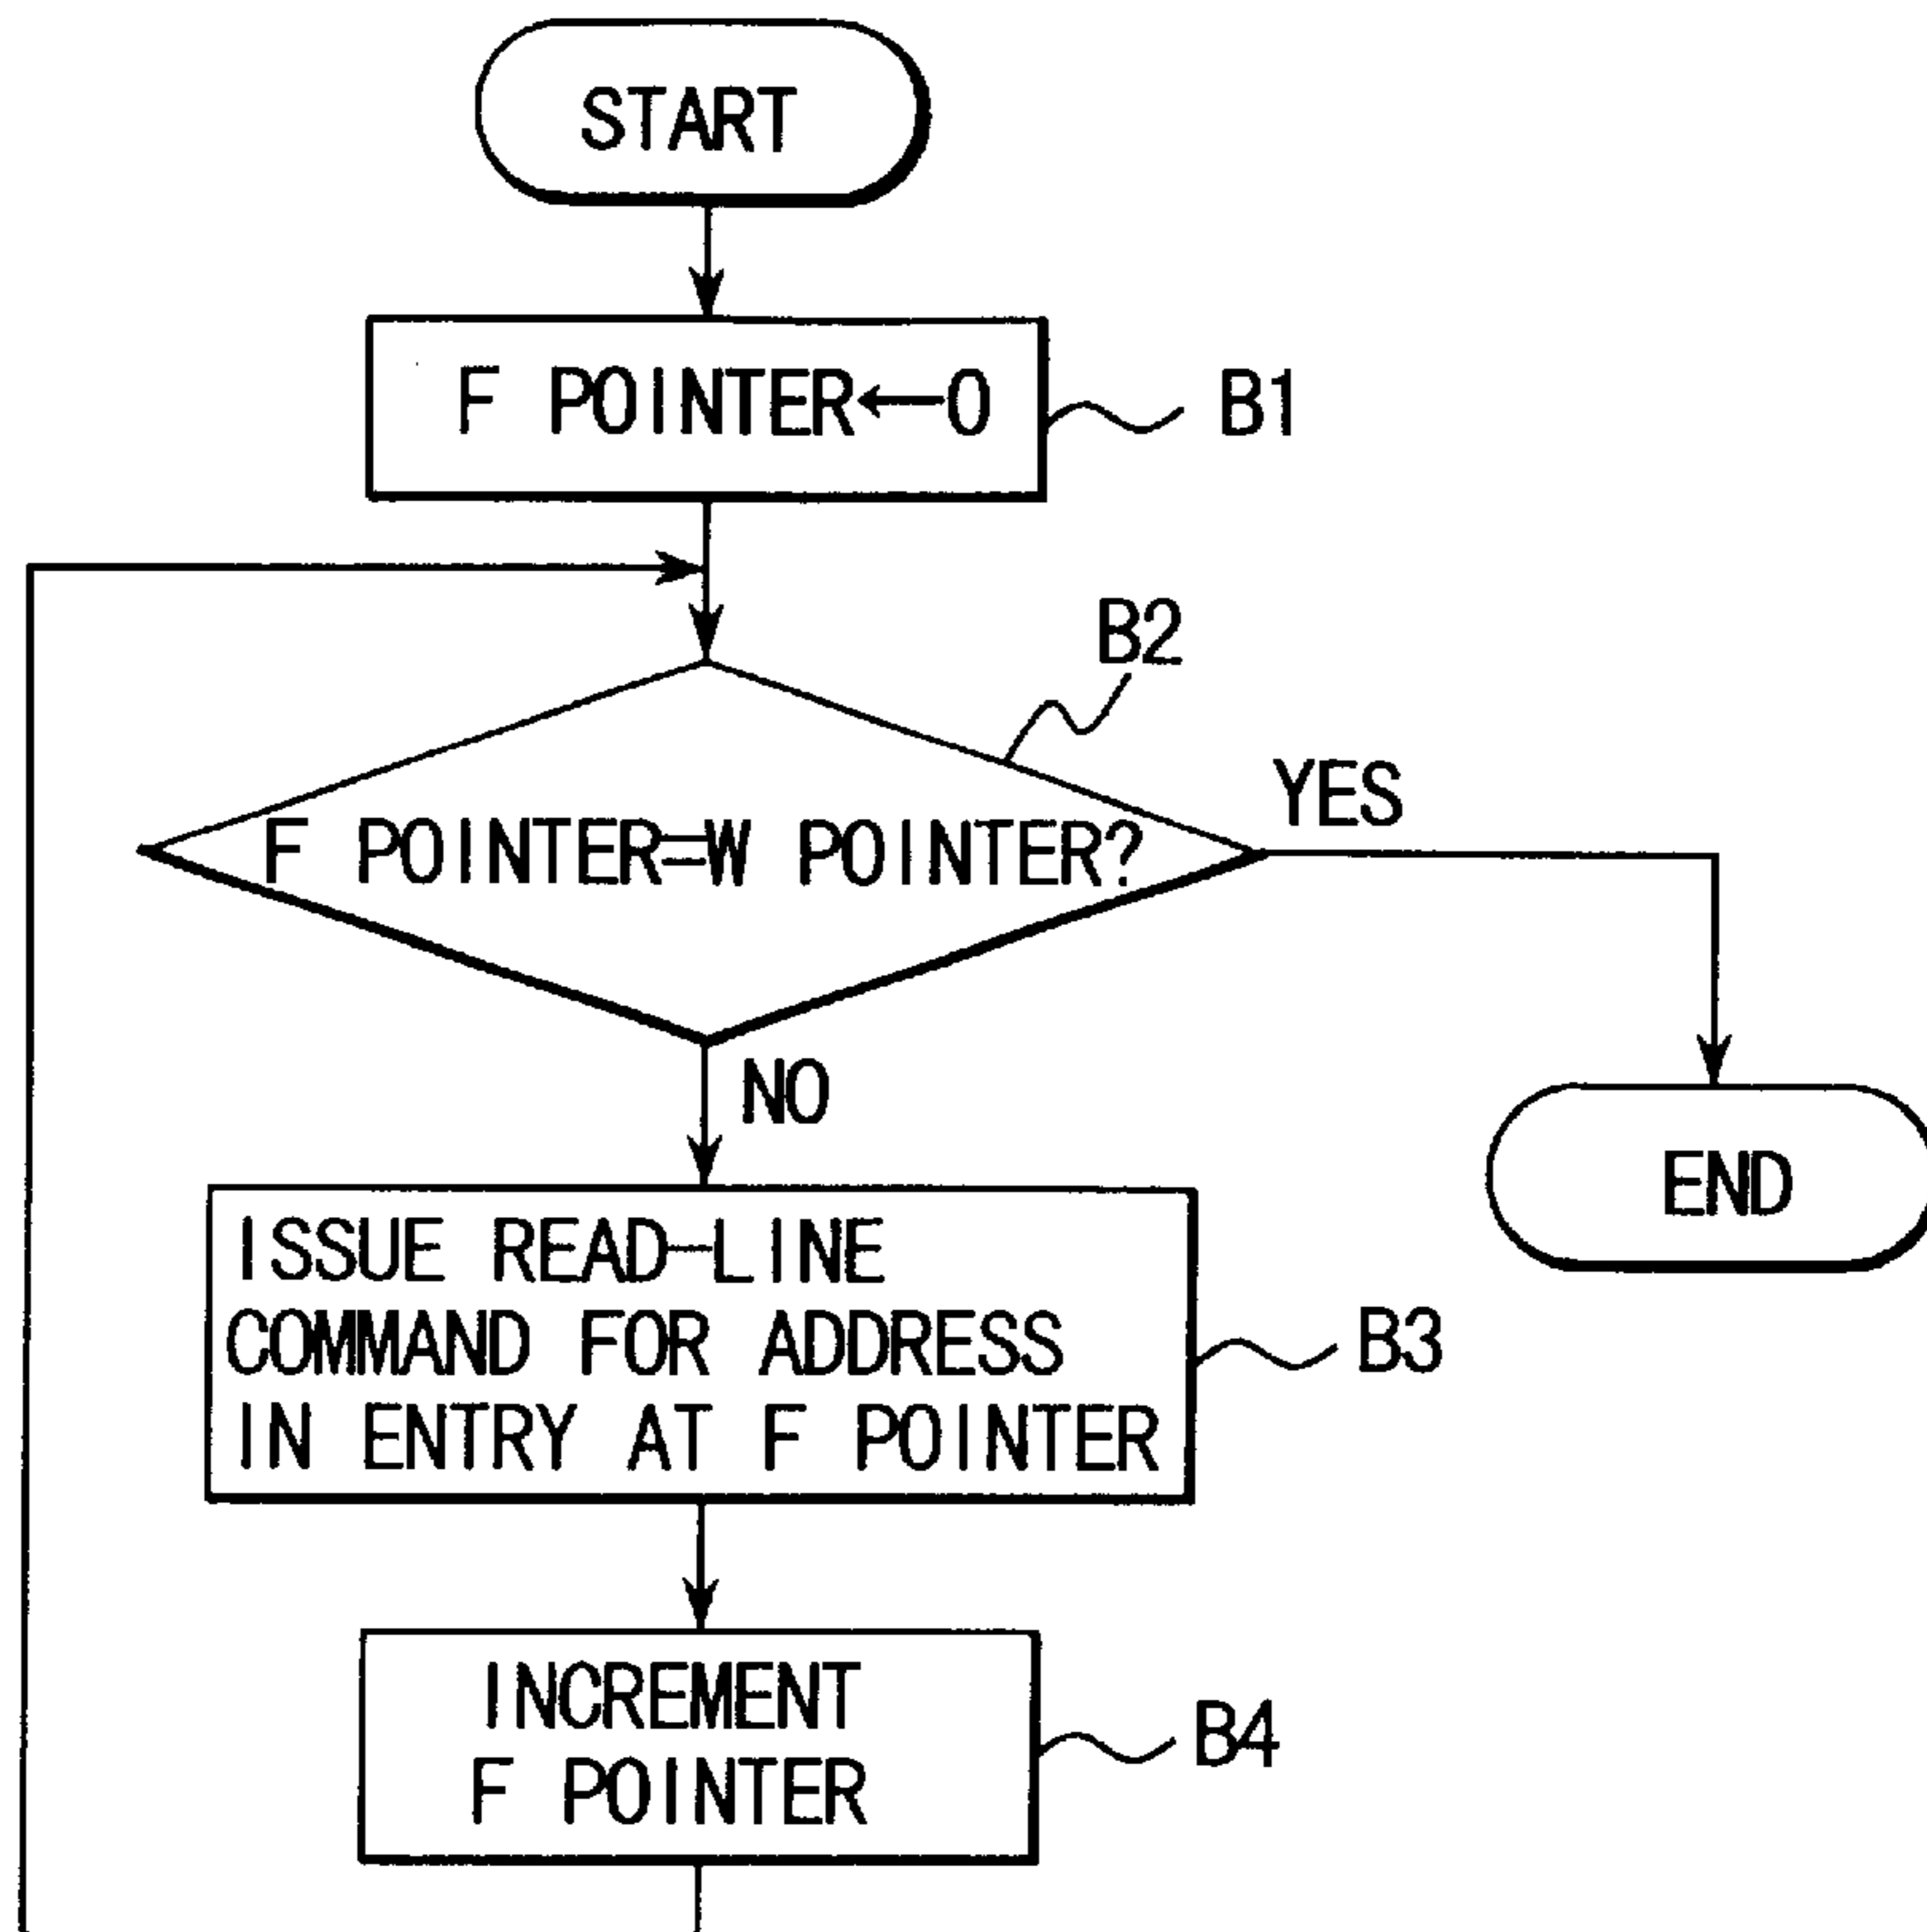 START
F POINTER←0
B1
B2
F POINTER=W POINTER?
YES
NO
END
ISSUE READ-LINE
COMMAND FOR ADDRESS
IN ENTRY AT F POINTER
B3
INCREMENT
F POINTER
B4